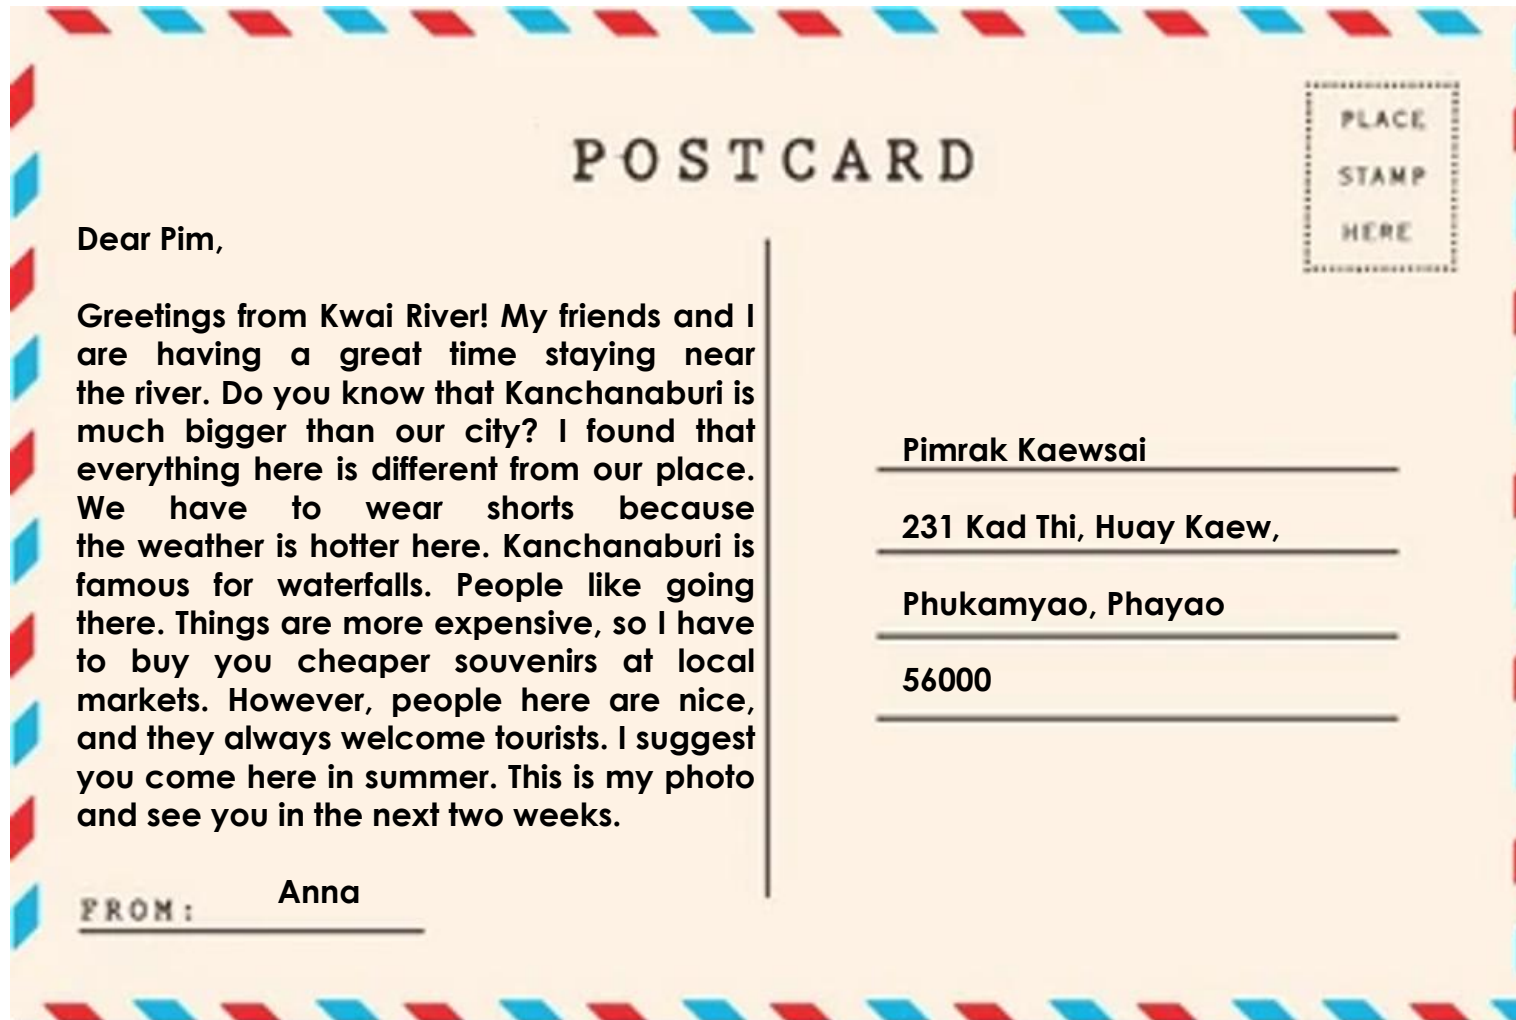 POSTCARD
PLACE
STAMP
HERE
Dear Pim,
Greetings from Kwai River! My friends and I
are having a great time staying near
the river. Do you know that Kanchanaburi is
much bigger than our city? I found that
everything here is different from our place.
We have to wear shorts because
the weather is hotter here. Kanchanaburi is
famous for waterfalls. People like going
there. Things are more expensive, so I have
to buy you cheaper souvenirs at local
markets. However, people here are nice,
and they always welcome tourists. I suggest
you come here in summer. This is my photo
and see you in the next two weeks.
FROM: Anna
Pimrak Kaewsai
231 Kad Thi, Huay Kaew,
Phukamyao, Phayao
56000